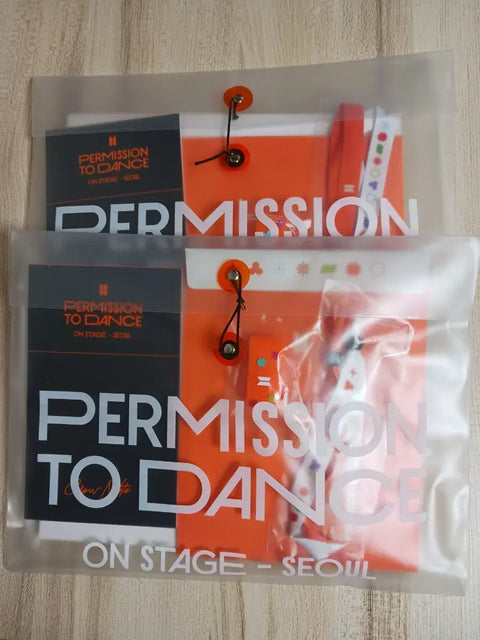 PERMISSION
TO DANCE
ON STAGE - SEOUL
PERMISSION
PERMISSION
TO DANCE
ON STAGE - SEOUL
PERMISSION
TO DANCE
ON STAGE - SEOUL